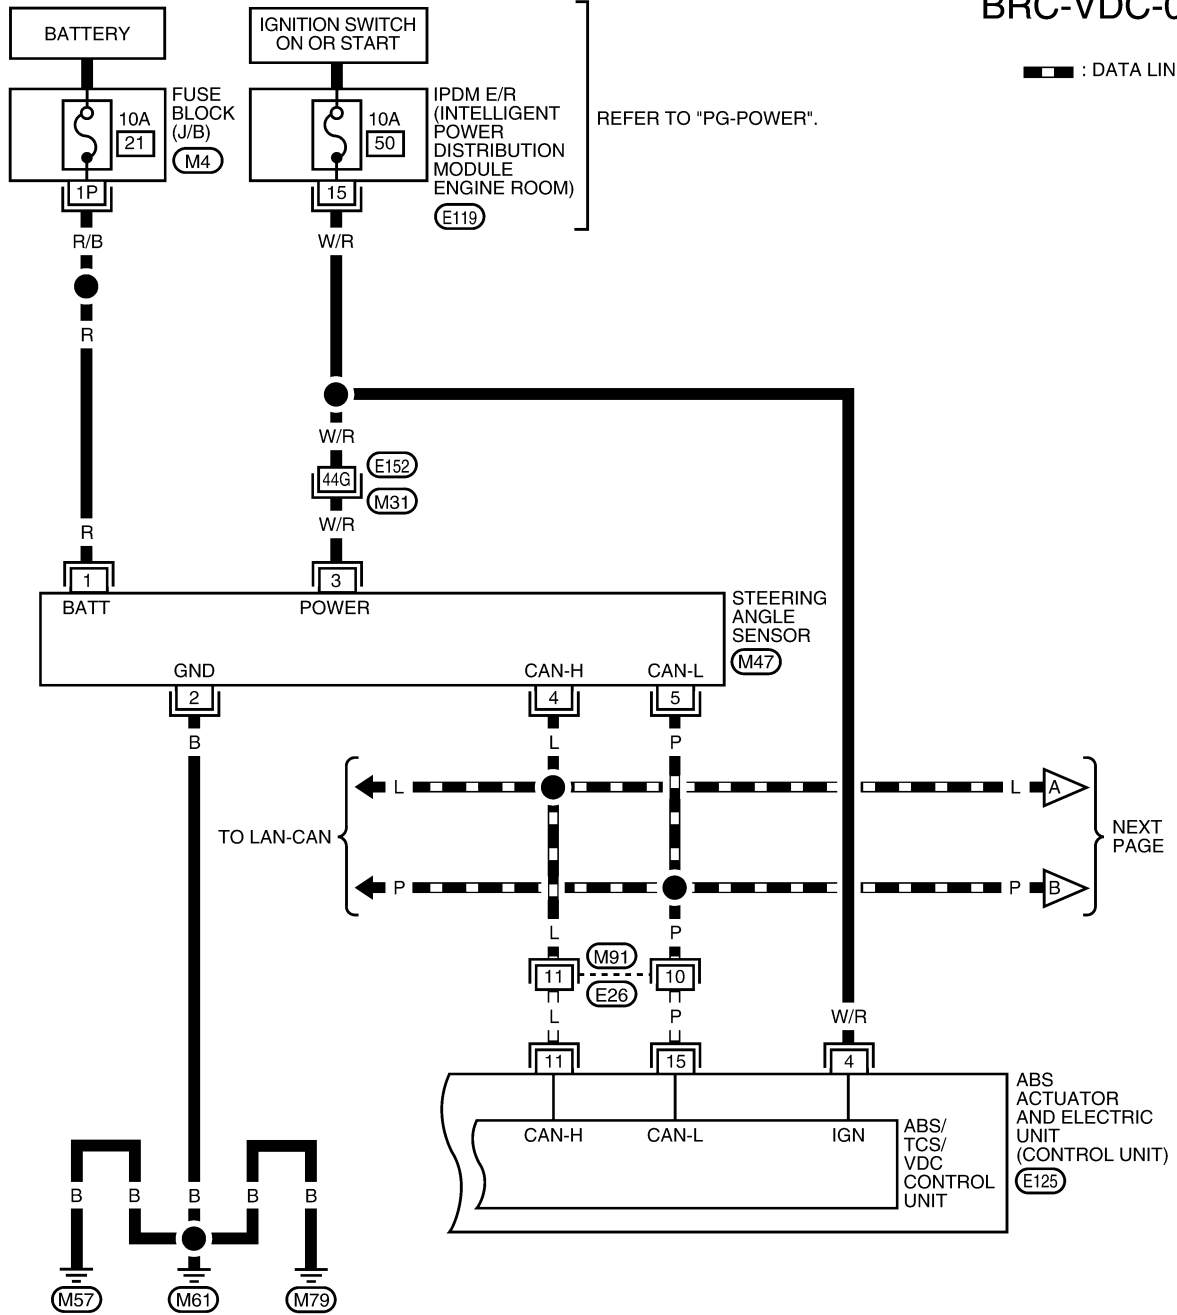 BRC-VDC-0
BATTERY
IGNITION SWITCH
ON OR START
: DATA LIN
10A
21
FUSE
BLOCK
(J/B)
M4
10A
50
IPDM E/R
(INTELLIGENT
POWER
DISTRIBUTION
MODULE
ENGINE ROOM)
E119
REFER TO "PG-POWER".
1P
15
R/B
W/R
R
W/R
44G
E152
M31
R
W/R
1
3
BATT
POWER
STEERING
ANGLE
SENSOR
M47
GND
CAN-H
CAN-L
2
4
5
B
L
P
L
L
A
TO LAN-CAN
NEXT
PAGE
P
P
B
L
P
11
M91
E26
10
L
P
W/R
11
15
4
CAN-H
CAN-L
IGN
ABS/
TCS/
VDC
CONTROL
UNIT
ABS
ACTUATOR
AND ELECTRIC
UNIT
(CONTROL UNIT)
E125
B
B
B
B
B
M57
M61
M79